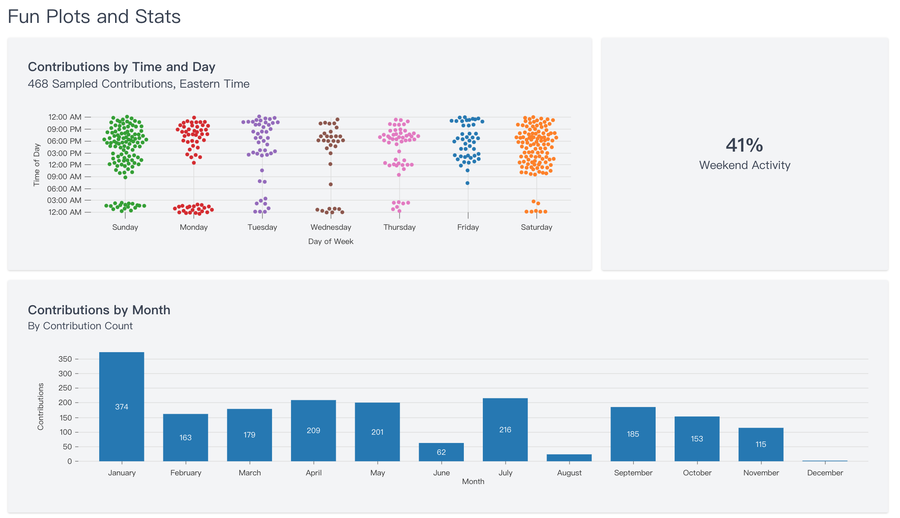 Fun Plots and Stats
Contributions by Time and Day
468 Sampled Contributions, Eastern Time
Time of Day
12:00 AM
09:00 PM
06:00 PM
03:00 PM
12:00 PM
09:00 AM
06:00 AM
03:00 AM
12:00 AM
Sunday Monday Tuesday Wednesday Thursday Friday Saturday
Day of Week
41%
Weekend Activity
Contributions by Month
By Contribution Count
Contributions
350
300
250
200
150
100
50
0
374 163 179 209 201 62 216 185 153 115
January February March April May June July August September October November December
Month